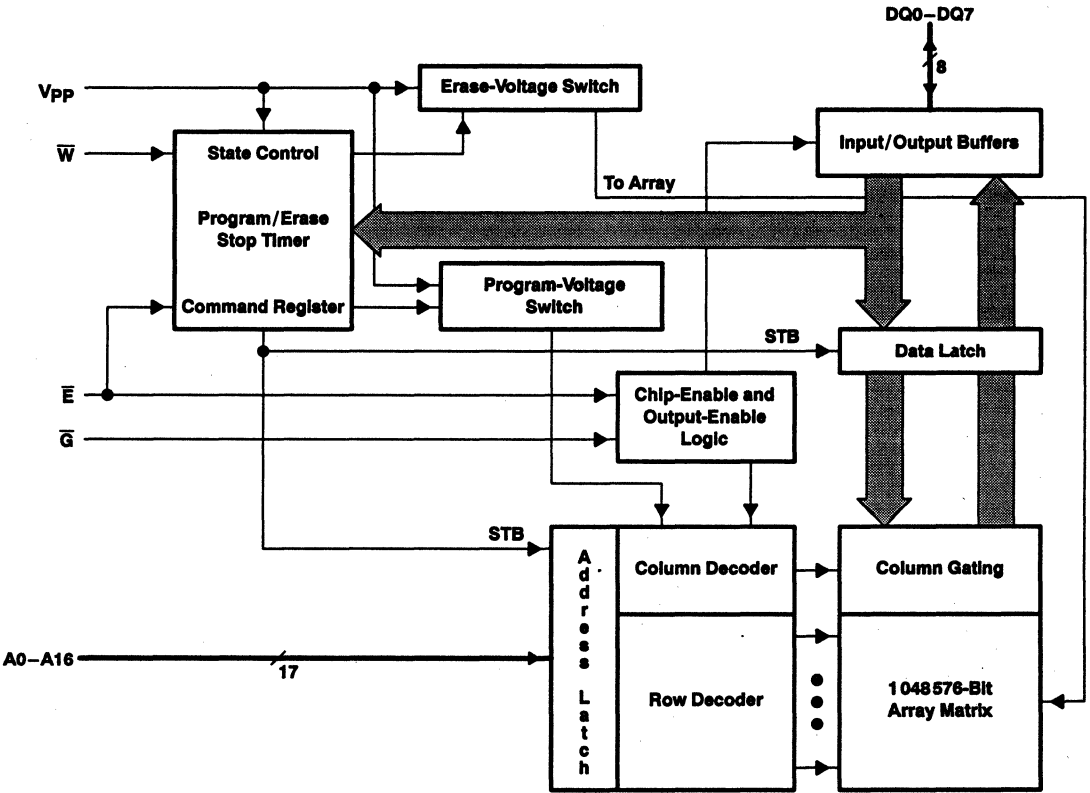 DQ0–DQ7
8
VPP
Erase-Voltage Switch
W
State Control
Input/Output Buffers
To Array
Program/Erase
Stop Timer
Program-Voltage
Switch
Command Register
STB
Data Latch
E
Chip-Enable and
Output-Enable
Logic
G
STB
Address Latch
Column Decoder
Column Gating
A0–A16
17
Row Decoder
1048576-Bit
Array Matrix